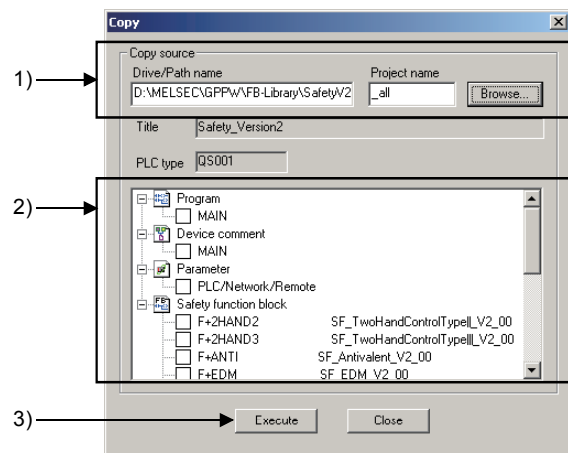 Copy
1)
Copy source
Drive/Path name Project name
D:\MELSEC\GPPW\FB-Library\SafetyV2 _all Browse...
Title Safety_Version2
PLC type QS001
2)
Program
MAIN
Device comment
MAIN
Parameter
PLC/Network/Remote
FB Safety function block
F+2HAND2 SF_TwoHandControlTypeII_V2_00
F+2HAND3 SF_TwoHandControlTypeIII_V2_00
F+ANTI SF_Antivalent_V2_00
F+EDM SF_EDM_V2_00
3)
Execute Close